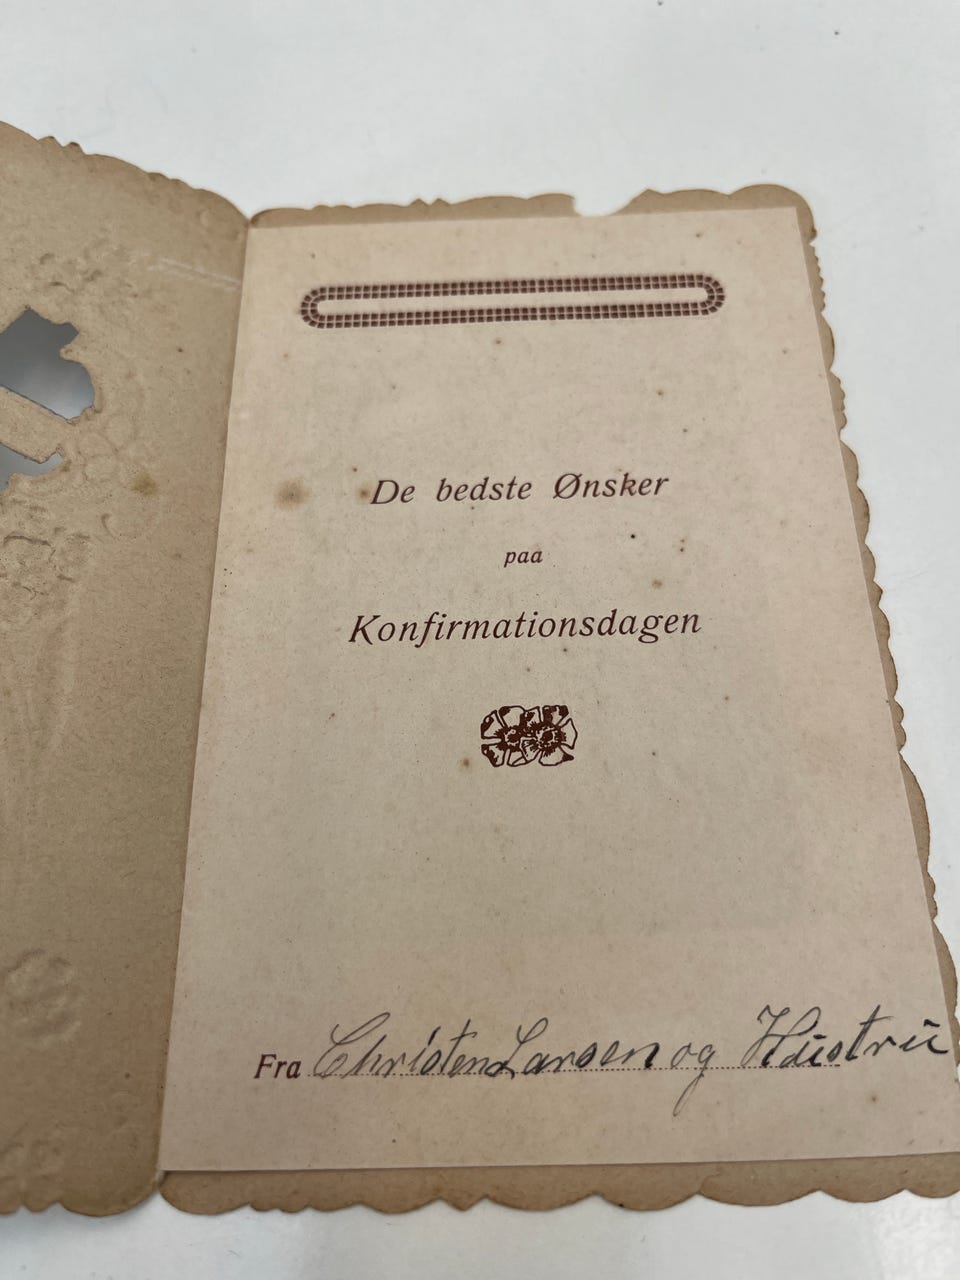 De bedste Ønsker
paa
Konfirmationsdagen
Fra Christen Larsen og Hustru